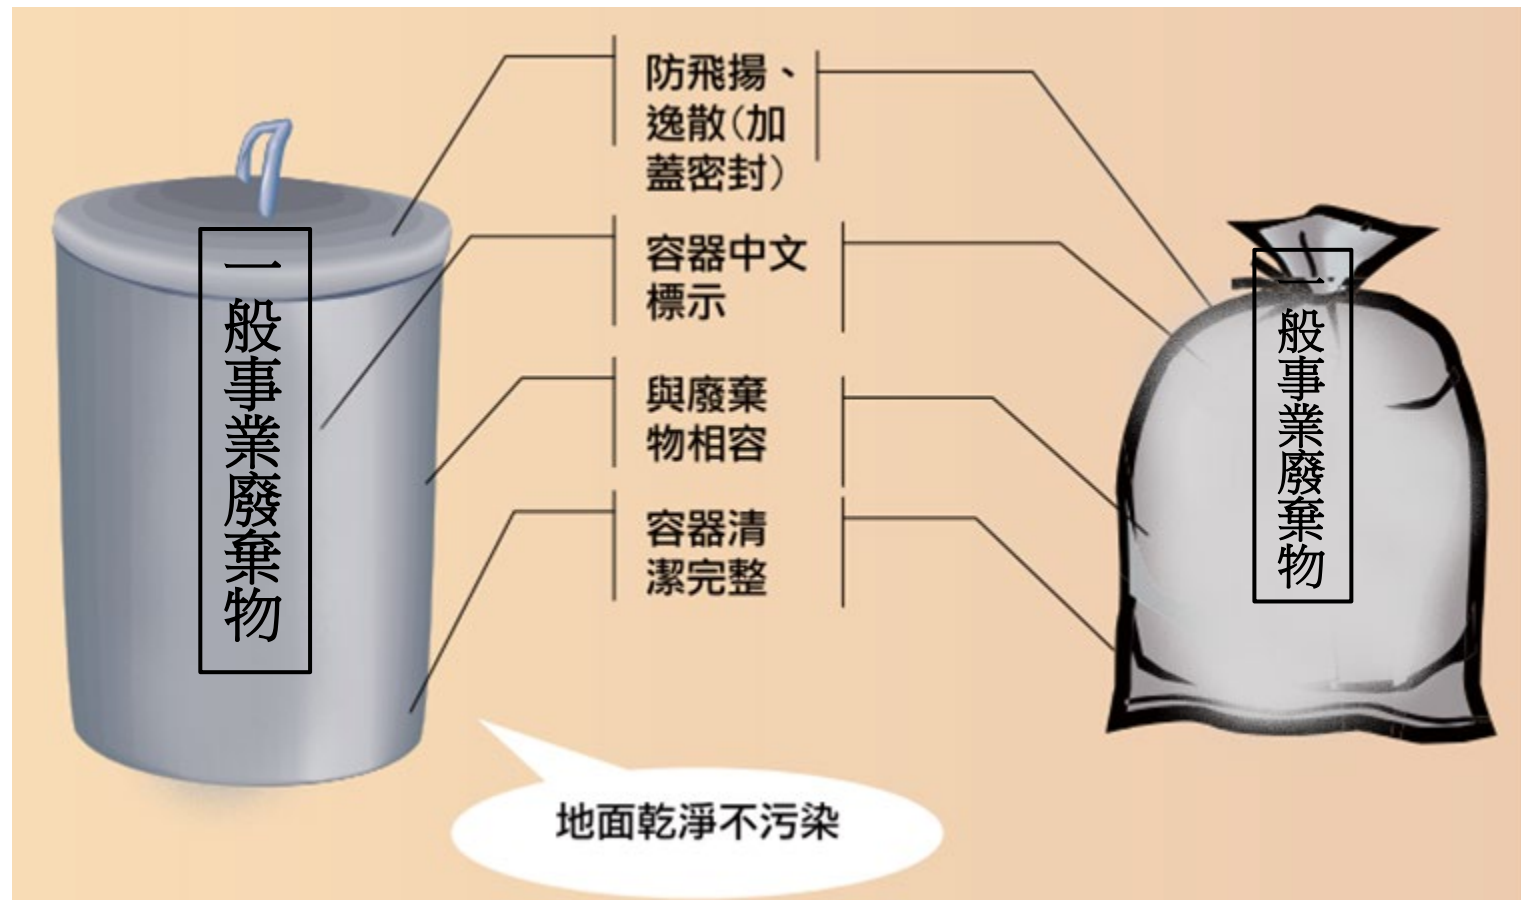 一般事業廢棄物
防飛揚、
逸散(加
蓋密封)
容器中文
標示
與廢棄
物相容
容器清
潔完整
一般事業廢棄物
地面乾淨不污染